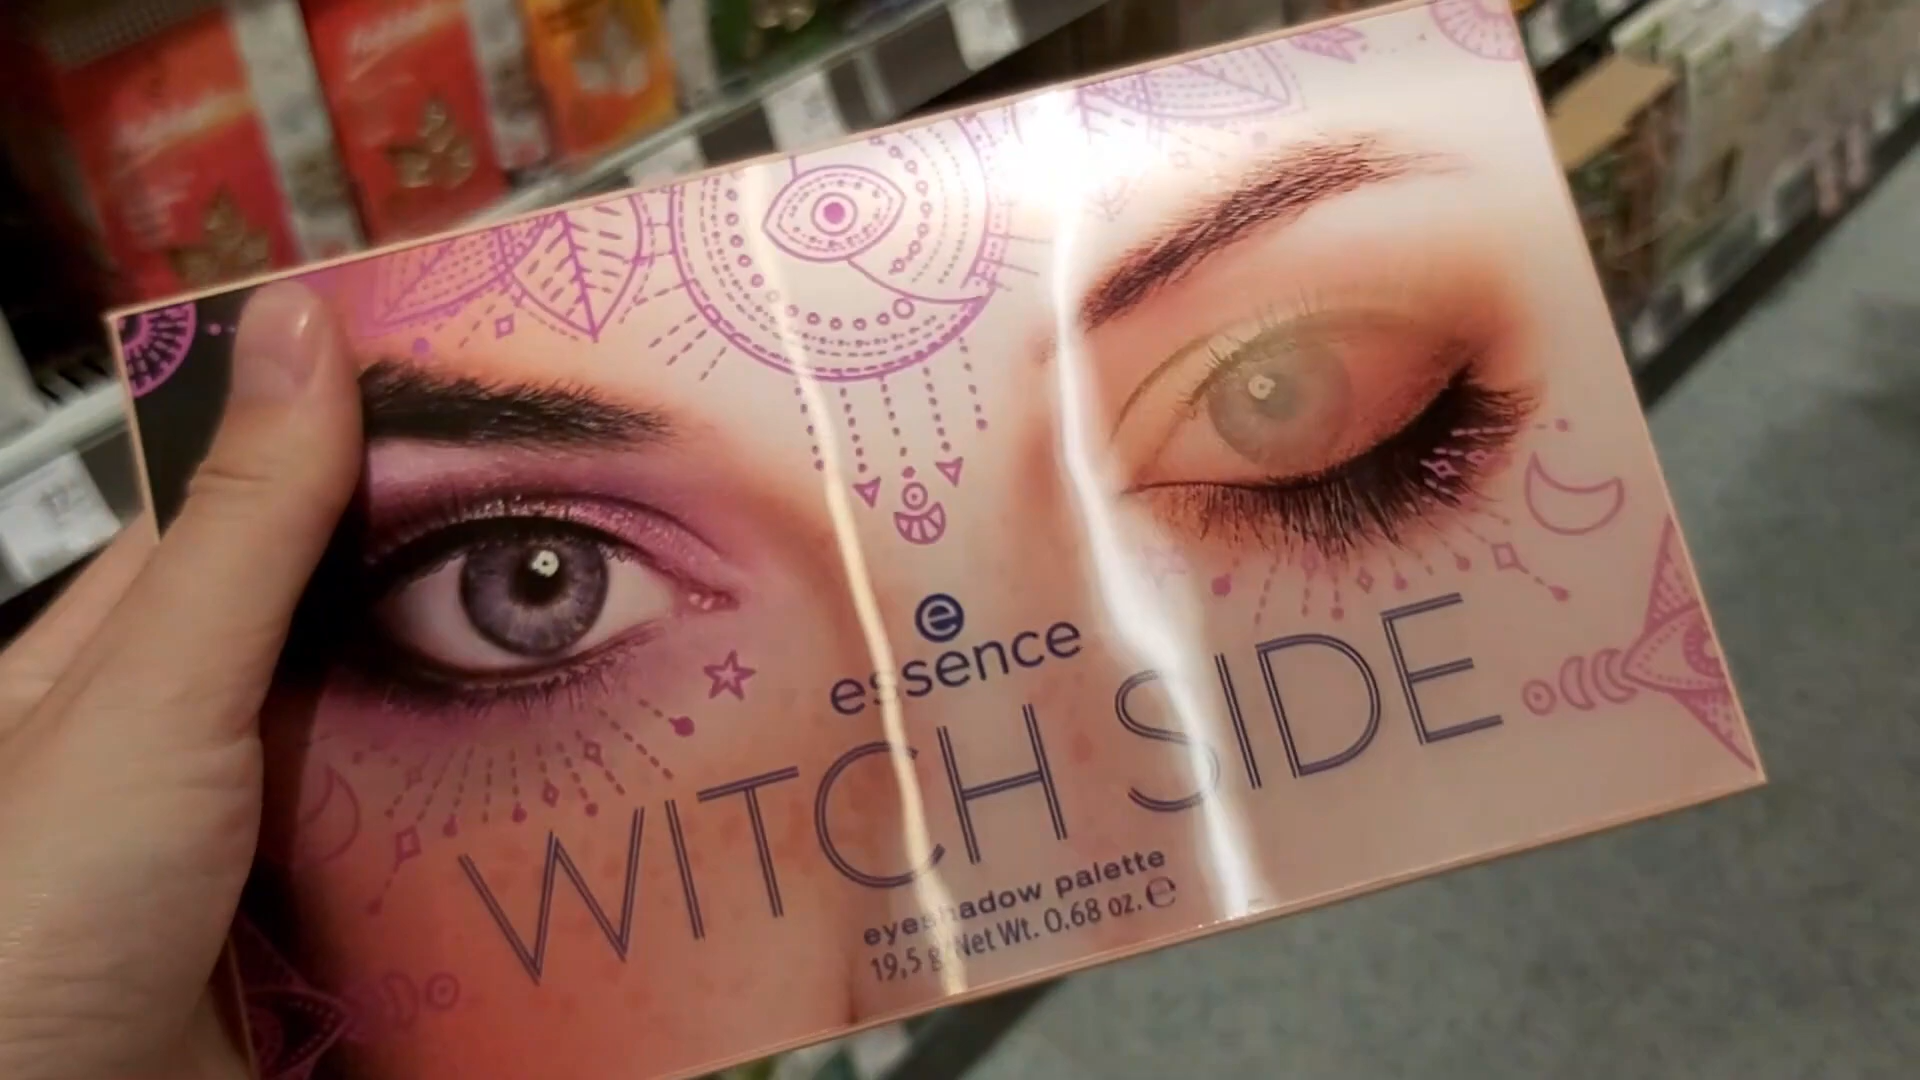 e
essence
WITCH SIDE
eyeshadow palette
19,5 g Net Wt. 0.68 oz. ℮